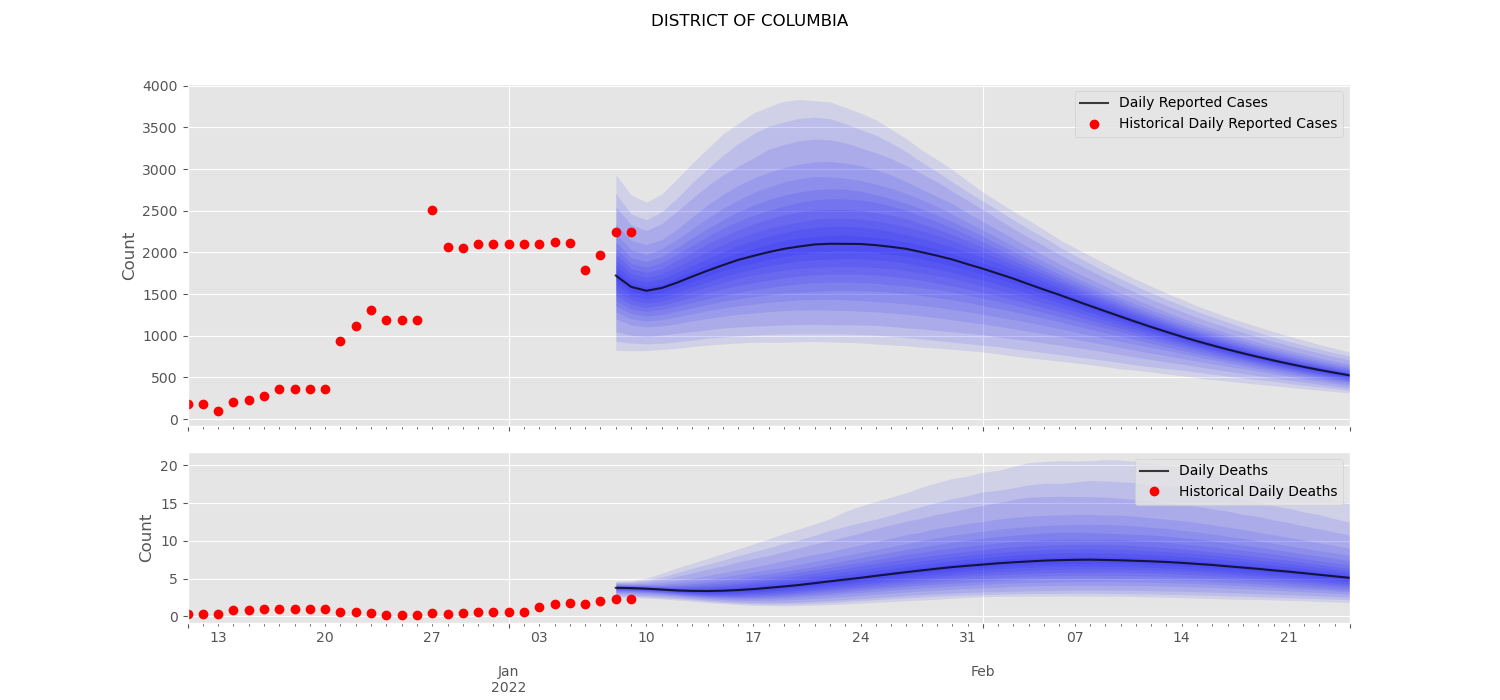 DISTRICT OF COLUMBIA
4000
3500
3000
2500
2000
1500
1000
500
0
Count
Daily Reported Cases
Historical Daily Reported Cases
20
15
10
5
0
Count
Daily Deaths
Historical Daily Deaths
13 20 27 03 10 17 24 31 07 14 21
Jan Feb
2022